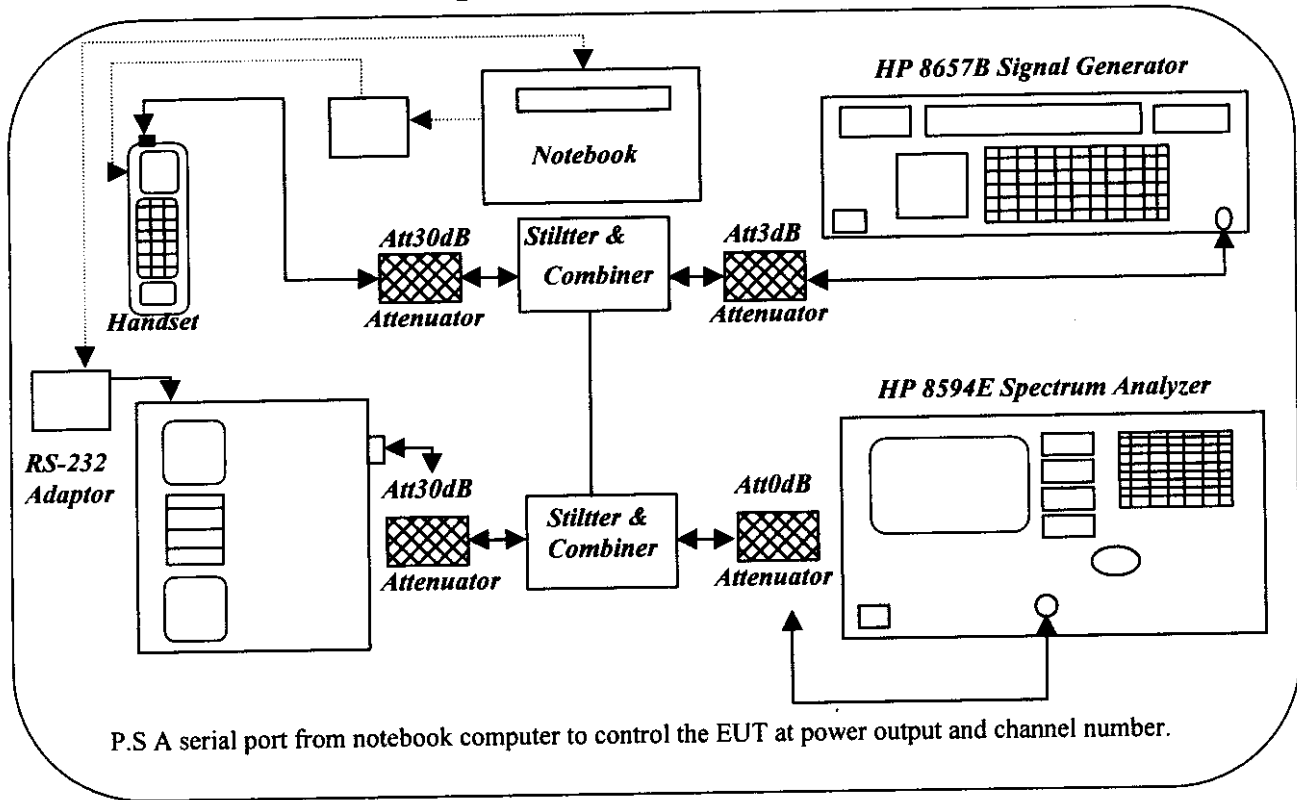 HP 8657B Signal Generator
Notebook
Att30dB
Stiltter &
Combiner
Att3dB
Attenuator
Attenuator
Handset
HP 8594E Spectrum Analyzer
RS-232
Adaptor
Att30dB
Stiltter &
Combiner
Att0dB
Attenuator
Attenuator
P.S A serial port from notebook computer to control the EUT at power output and channel number.